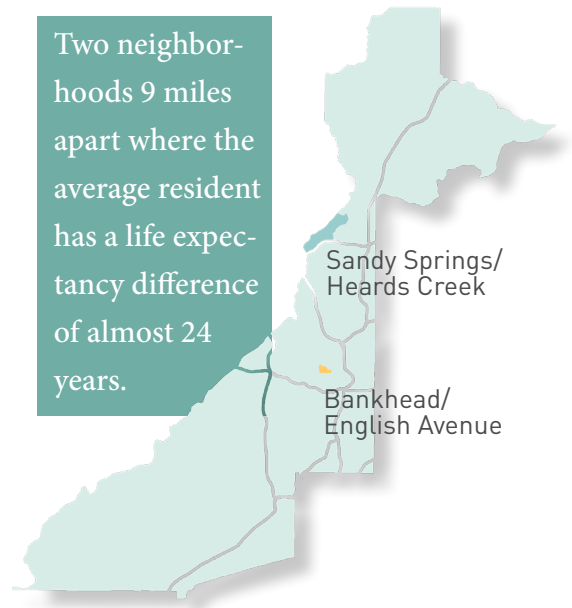 Two neighbor-
hoods 9 miles
apart where the
average resident
has a life expec-
tancy difference
of almost 24
years.
Sandy Springs/
Heards Creek
Bankhead/
English Avenue